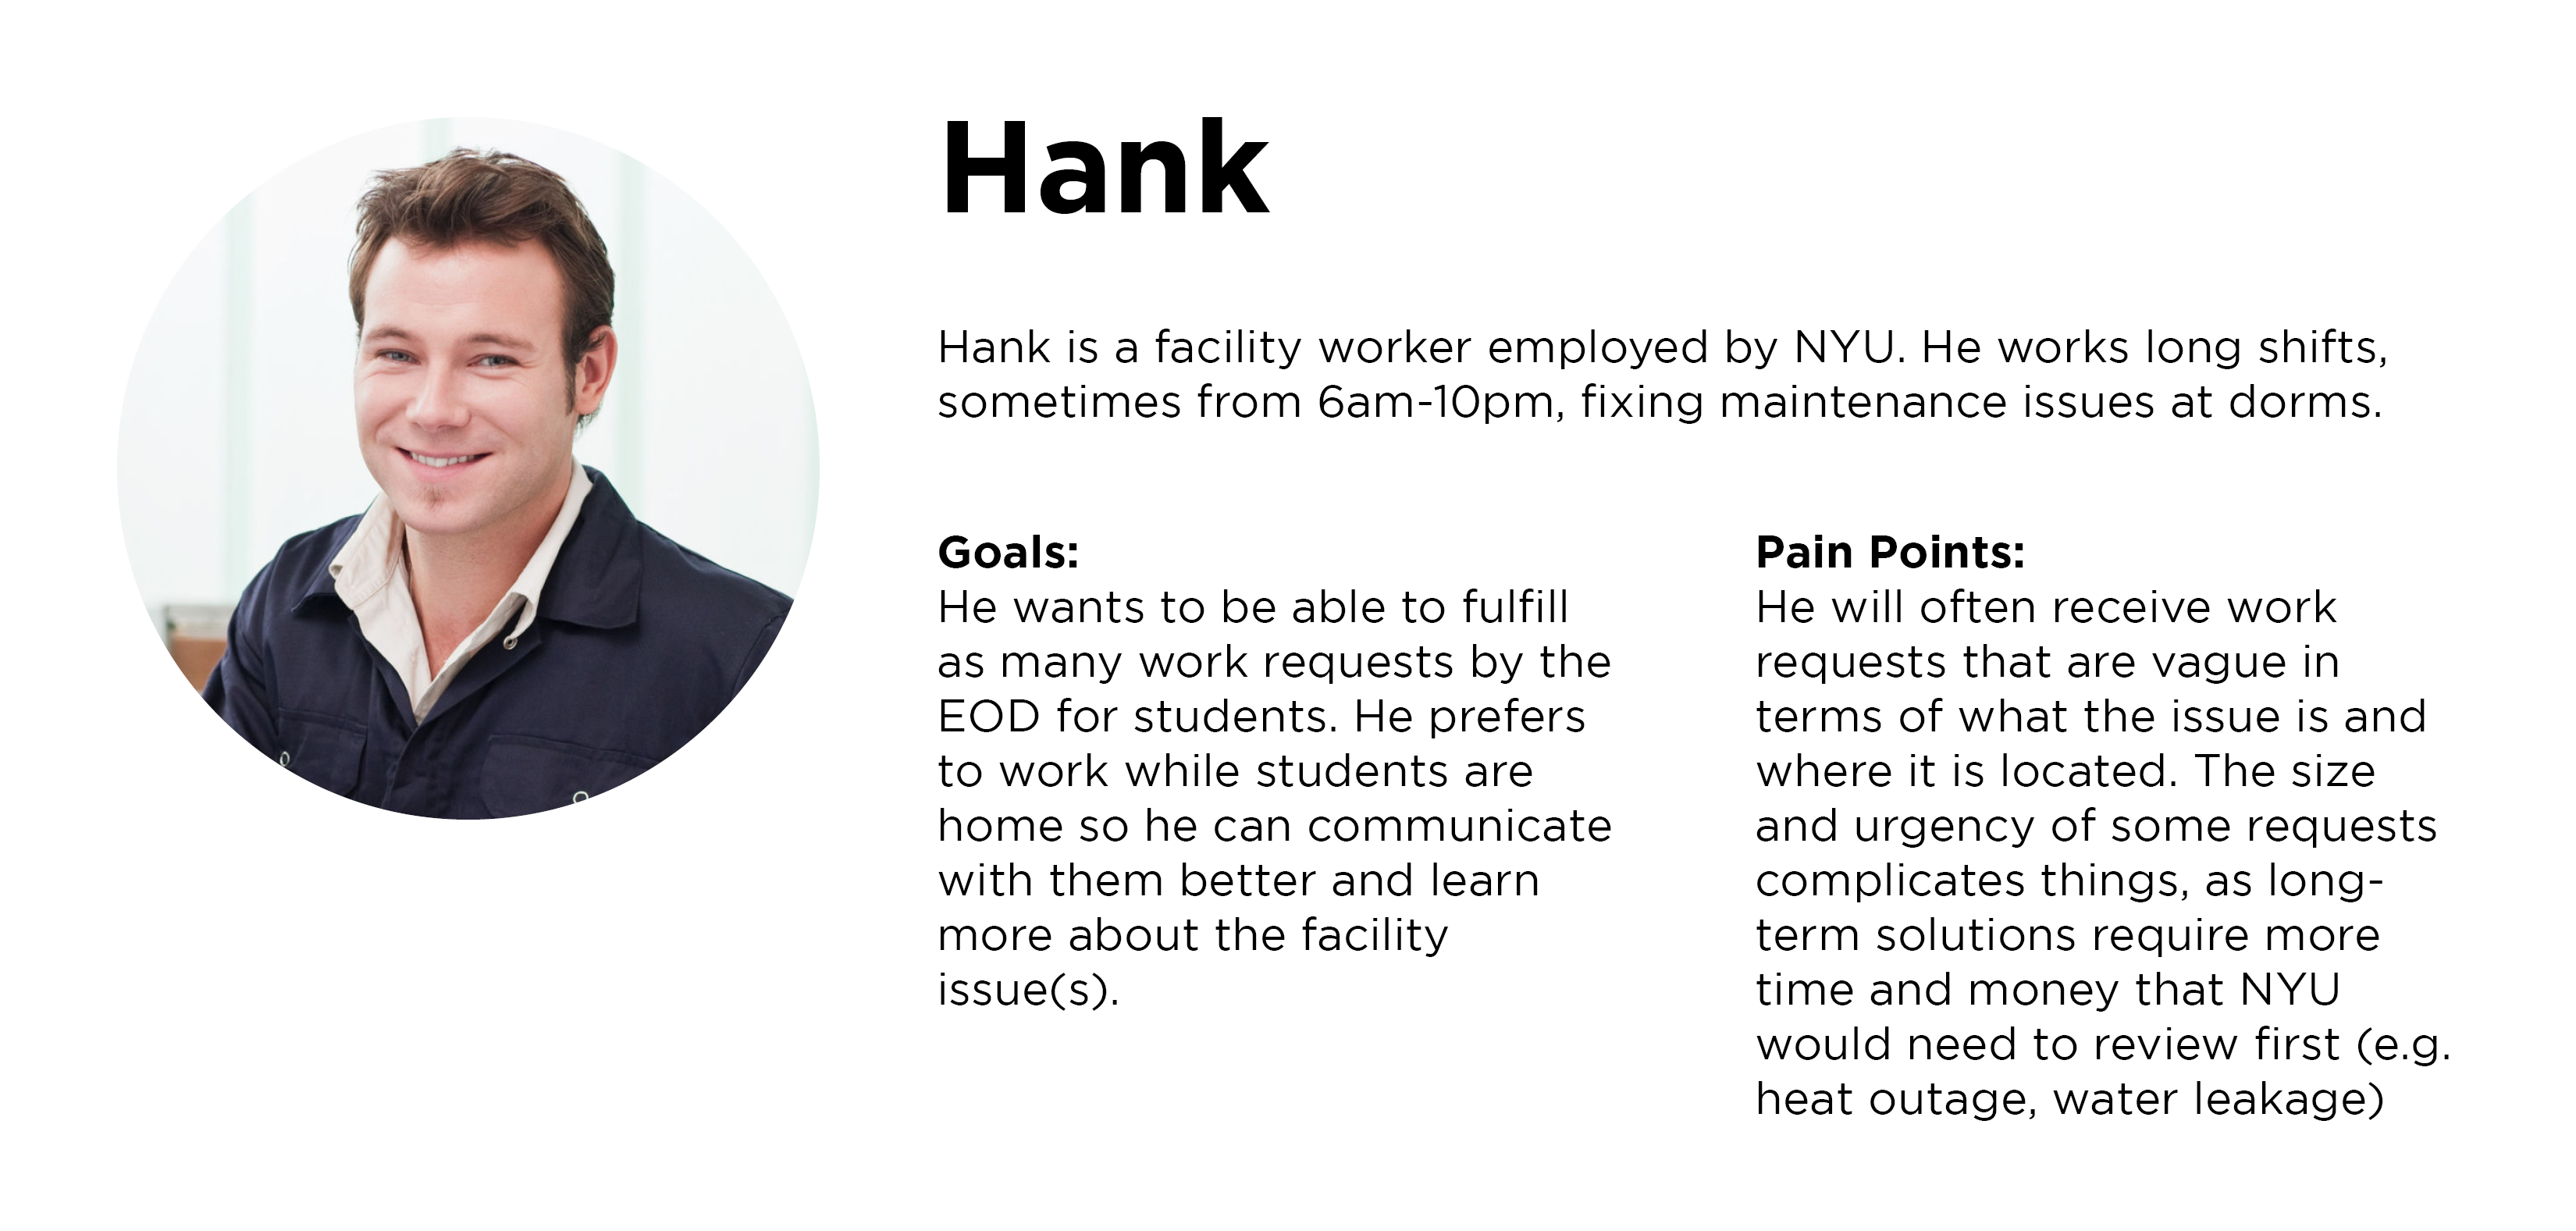 Hank
Hank is a facility worker employed by NYU. He works long shifts,
sometimes from 6am-10pm, fixing maintenance issues at dorms.
Goals:
He wants to be able to fulfill
as many work requests by the
EOD for students. He prefers
to work while students are
home so he can communicate
with them better and learn
more about the facility
issue(s).
Pain Points:
He will often receive work
requests that are vague in
terms of what the issue is and
where it is located. The size
and urgency of some requests
complicates things, as long-
term solutions require more
time and money that NYU
would need to review first (e.g.
heat outage, water leakage)